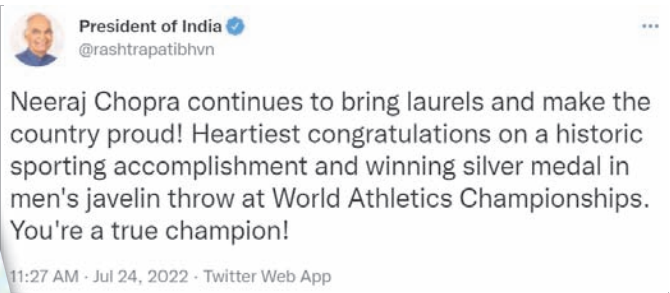 President of India
@rashtrapatibhvn
Neeraj Chopra continues to bring laurels and make the
country proud! Heartiest congratulations on a historic
sporting accomplishment and winning silver medal in
men's javelin throw at World Athletics Championships.
You're a true champion!
11:27 AM · Jul 24, 2022 · Twitter Web App